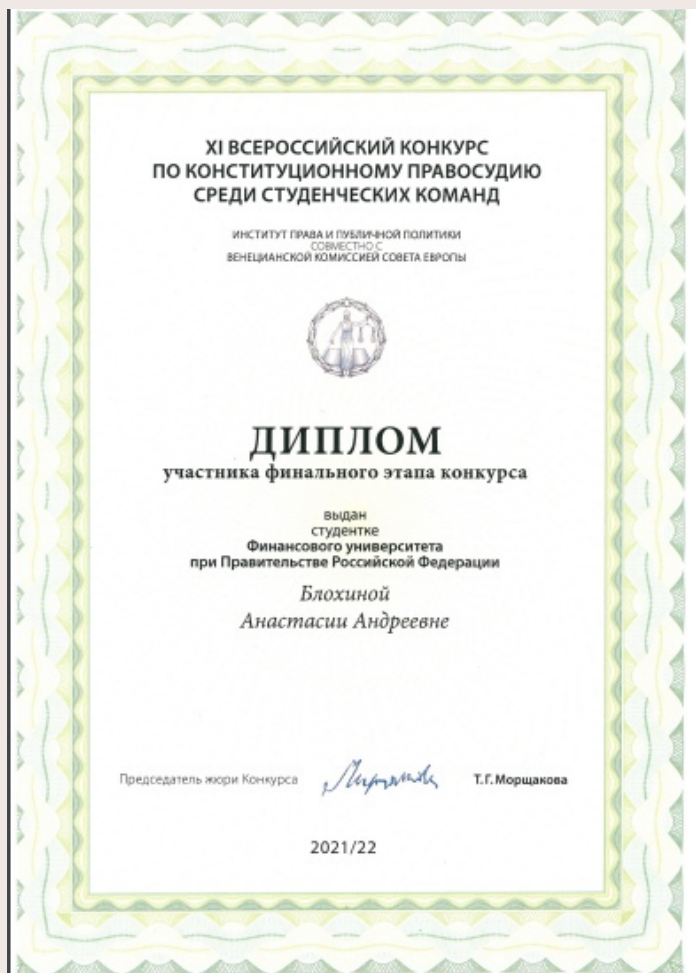 XI ВСЕРОССИЙСКИЙ КОНКУРС
ПО КОНСТИТУЦИОННОМУ ПРАВОСУДИЮ
СРЕДИ СТУДЕНЧЕСКИХ КОМАНД
ИНСТИТУТ ПРАВА И ПУБЛИЧНОЙ ПОЛИТИКИ
СОВМЕСТНО С
ВЕНЕЦИАНСКОЙ КОМИССИЕЙ СОВЕТА ЕВРОПЫ
ДИПЛОМ
участника финального этапа конкурса
выдан
студентке
Финансового университета
при Правительстве Российской Федерации
Блохиной
Анастасии Андреевне
Председатель жюри Конкурса Т.Г. Морщакова
2021/22